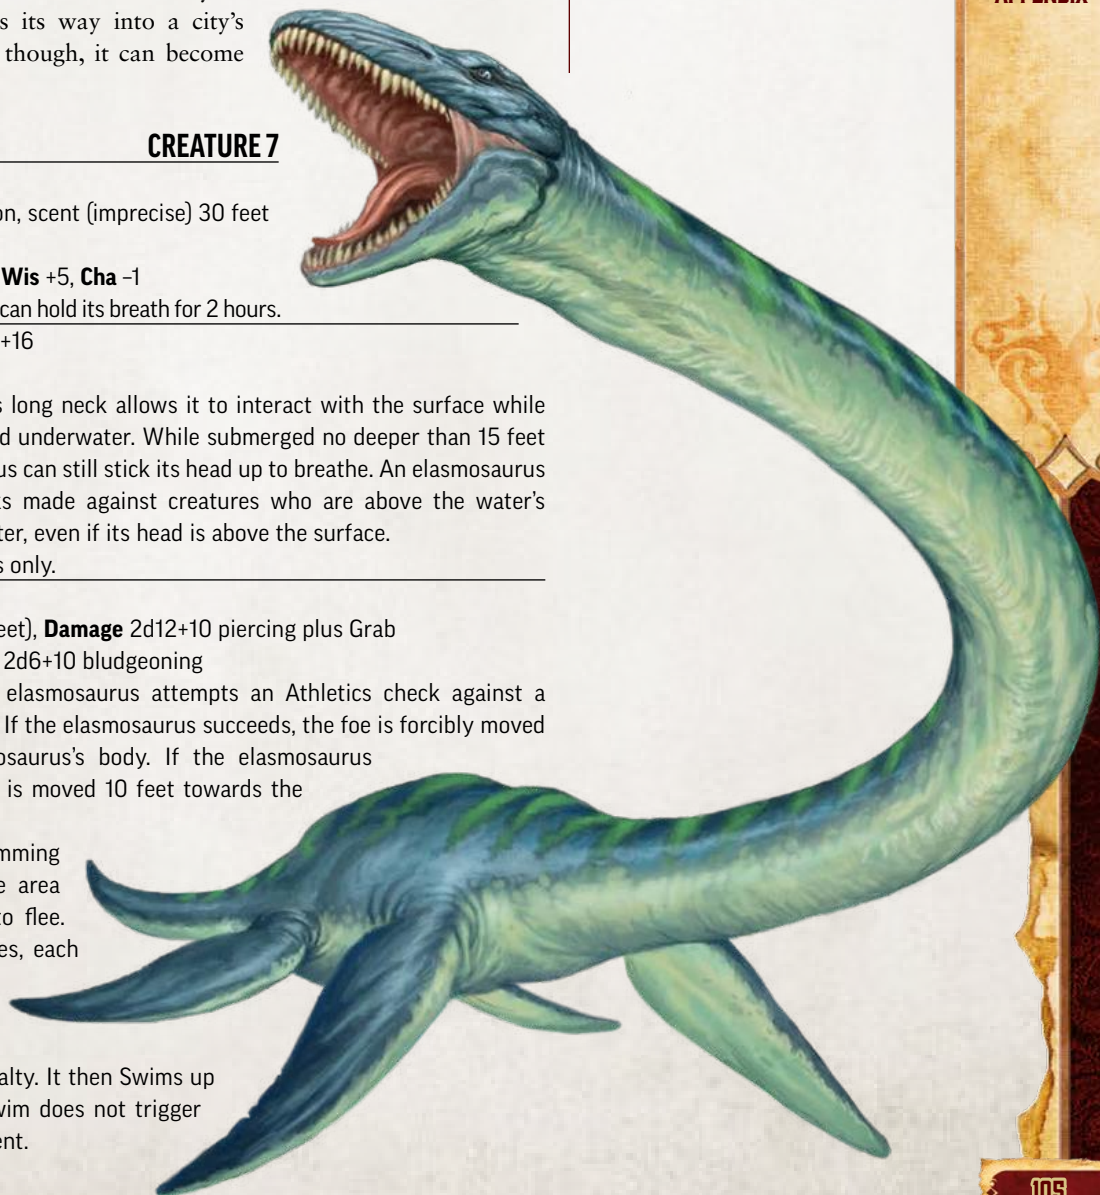 s its way into a city's
though, it can become
CREATURE 7
on, scent (imprecise) 30 feet
Wis +5, Cha –1
can hold its breath for 2 hours.
+16
s long neck allows it to interact with the surface while
d underwater. While submerged no deeper than 15 feet
us can still stick its head up to breathe. An elasmosaurus
ks made against creatures who are above the water's
ter, even if its head is above the surface.
s only.
eet), Damage 2d12+10 piercing plus Grab
2d6+10 bludgeoning
elasmosaurus attempts an Athletics check against a
If the elasmosaurus succeeds, the foe is forcibly moved
osaurus's body. If the elasmosaurus
is moved 10 feet towards the
mming
e area
to flee.
es, each
alty. It then Swims up
wim does not trigger
ent.
APPENDIX
105